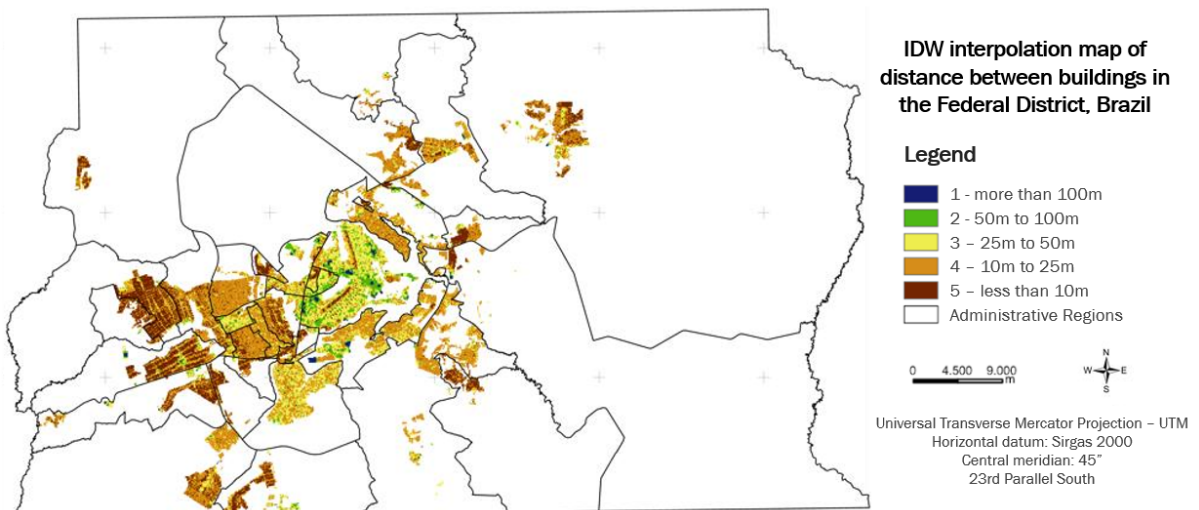 IDW interpolation map of
distance between buildings in
the Federal District, Brazil
Legend
1 - more than 100m
2 - 50m to 100m
3 – 25m to 50m
4 – 10m to 25m
5 – less than 10m
Administrative Regions
0 4.500 9.000
m
N
W E
S
Universal Transverse Mercator Projection – UTM
Horizontal datum: Sirgas 2000
Central meridian: 45”
23rd Parallel South